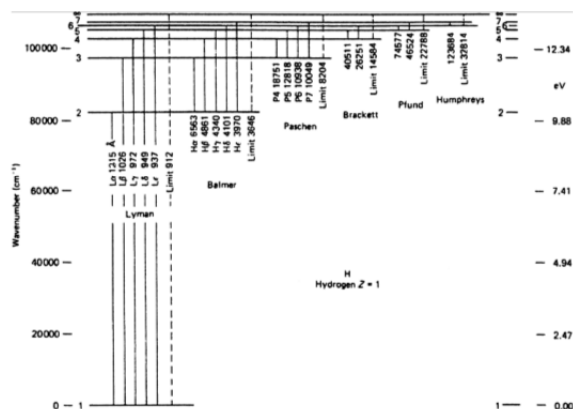 ∞
7
6
5
4
3
2
1
100000
80000
60000
40000
20000
0
Wavenumber (cm⁻¹)
Lα 1215 Å
Lβ 1026
Lγ 972
Lδ 949
Lε 937
Limit 912
Lyman
Hα 6563
Hβ 4861
Hγ 4340
Hδ 4101
Hε 3970
Limit 3646
Balmer
P4 18751
P5 12818
P6 10938
P7 10049
Limit 8204
Paschen
40511
26251
Limit 14584
Brackett
74577
46524
Limit 22788
Pfund
123684
Limit 32814
Humphreys
H
Hydrogen Z = 1
∞
7
6
5
4
3
2
1
12.34
eV
9.88
7.41
4.94
2.47
0.00